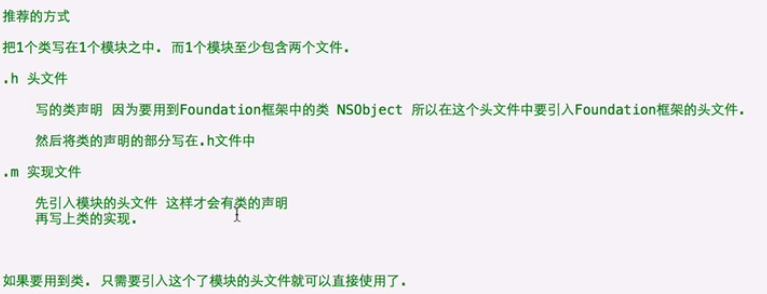 推荐的方式
把1个类写在1个模块之中. 而1个模块至少包含两个文件.
.h 头文件
写的类声明 因为要用到Foundation框架中的类 NSObject 所以在这个头文件中要引入Foundation框架的头文件.
然后将类的声明的部分写在.h文件中
.m 实现文件
先引入模块的头文件 这样才会有类的声明
再写上类的实现.
如果要用到类. 只需要引入这个了模块的头文件就可以直接使用了.